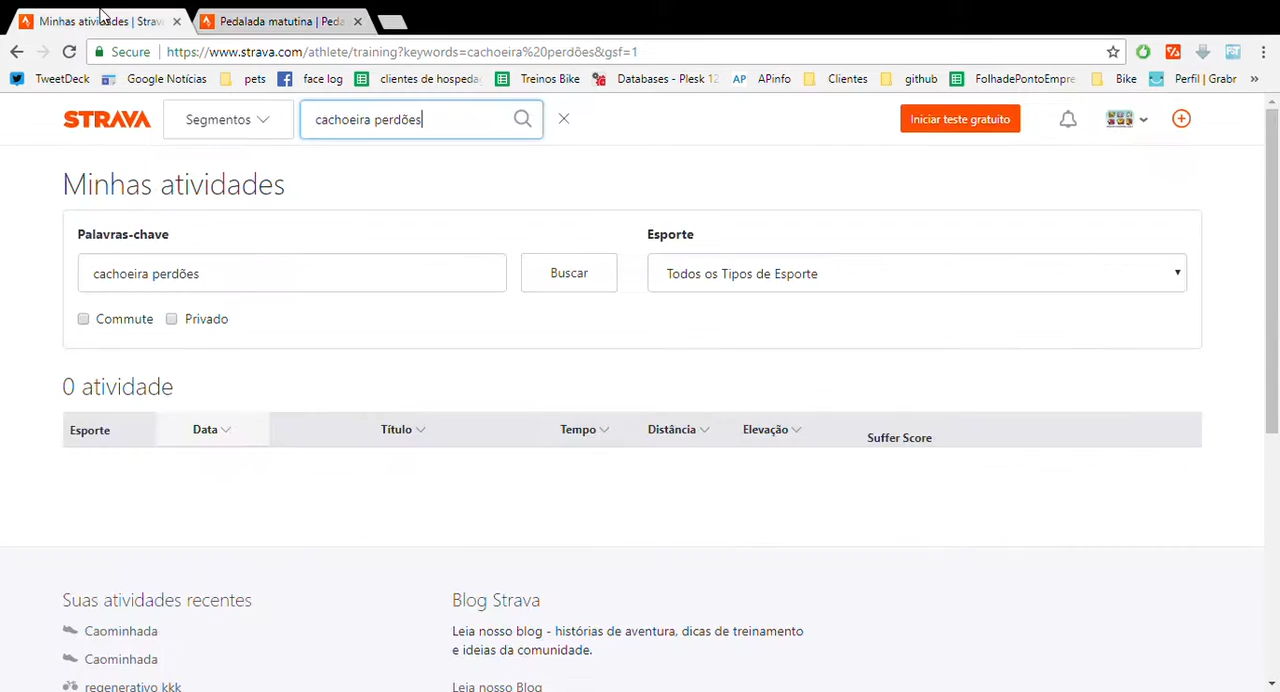 Minhas atividades | Strav
Pedalada matutina | Peda
Secure
https://www.strava.com/athlete/training?keywords=cachoeira%20perdões&gsf=1
TweetDeck
Google Notícias
pets
face log
clientes de hospeda
Treinos Bike
Databases - Plesk 12
AP
APinfo
Clientes
github
FolhadePontoEmpre
Bike
Perfil | Grabr
»
STRAVA
Segmentos
cachoeira perdões
Iniciar teste gratuito
Minhas atividades
Palavras-chave
Esporte
cachoeira perdões
Buscar
Todos os Tipos de Esporte
Commute
Privado
0 atividade
Esporte
Data
Título
Tempo
Distância
Elevação
Suffer Score
Suas atividades recentes
Blog Strava
Caominhada
Leia nosso blog - histórias de aventura, dicas de treinamento
e ideias da comunidade.
Caominhada
regenerativo kkk
Leia nosso Blog